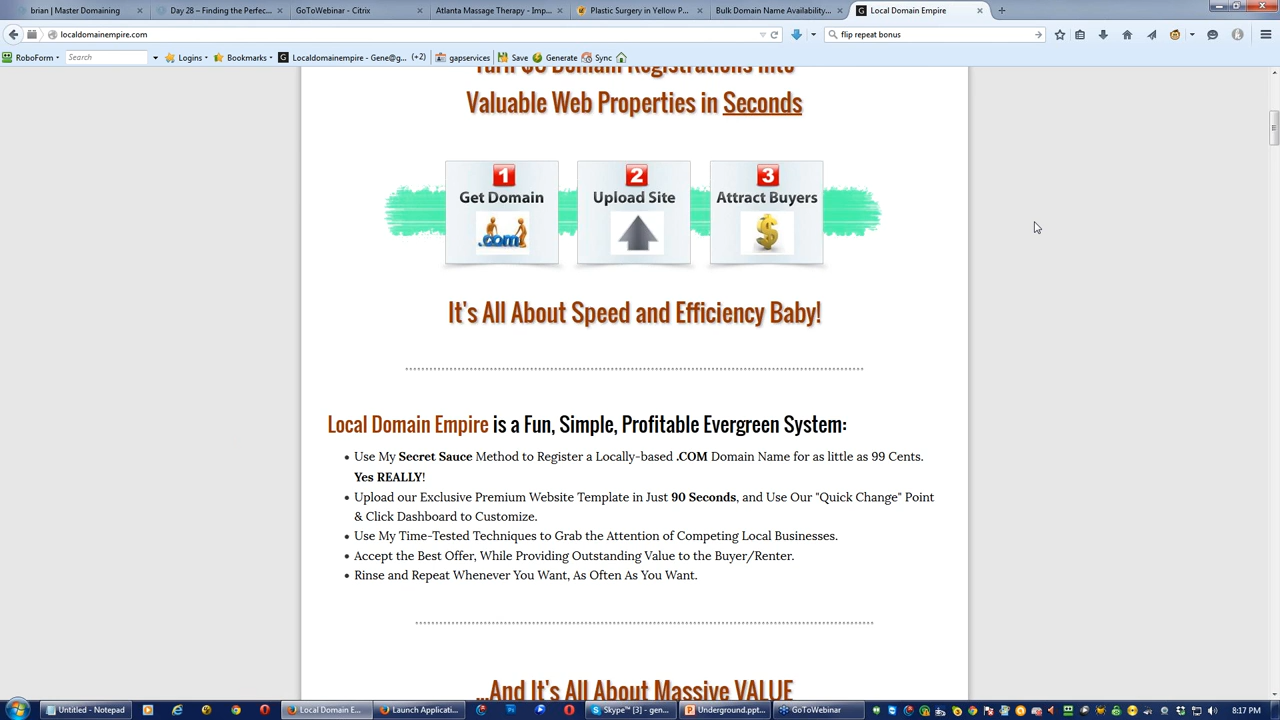 brian | Master Domaining
Day 28 – Finding the Perfec...
GoToWebinar - Citrix
Atlanta Massage Therapy - Imp...
Plastic Surgery in Yellow P...
Bulk Domain Name Availability...
Local Domain Empire
localdomainempire.com
flip repeat bonus
RoboForm
Search
Logins
Bookmarks
Localdomainempire - Gene@g...
(+2)
gapservices
Save
Generate
Sync
Turn $8 Domain Registrations Into
Valuable Web Properties in Seconds
1
Get Domain
.com
2
Upload Site
3
Attract Buyers
$
It's All About Speed and Efficiency Baby!
Local Domain Empire is a Fun, Simple, Profitable Evergreen System:
• Use My Secret Sauce Method to Register a Locally-based .COM Domain Name for as little as 99 Cents.
Yes REALLY!
• Upload our Exclusive Premium Website Template in Just 90 Seconds, and Use Our "Quick Change" Point
& Click Dashboard to Customize.
• Use My Time-Tested Techniques to Grab the Attention of Competing Local Businesses.
• Accept the Best Offer, While Providing Outstanding Value to the Buyer/Renter.
• Rinse and Repeat Whenever You Want, As Often As You Want.
...And It's All About Massive VALUE
Untitled - Notepad
Local Domain E...
Launch Applicati...
Skype™ [3] - gen...
Underground.ppt...
GoToWebinar
8:17 PM